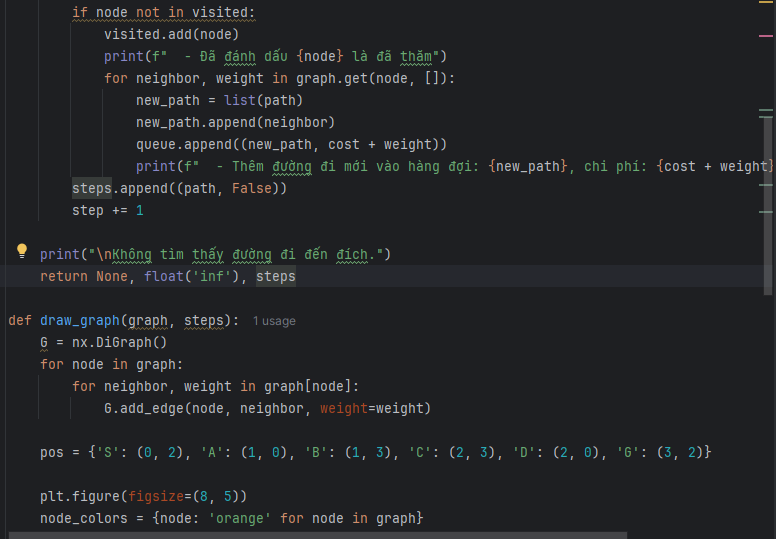 if node not in visited:
visited.add(node)
print(f"  - Đã đánh dấu {node} là đã thăm")
for neighbor, weight in graph.get(node, []):
new_path = list(path)
new_path.append(neighbor)
queue.append((new_path, cost + weight))
print(f"  - Thêm đường đi mới vào hàng đợi: {new_path}, chi phí: {cost + weight}
steps.append((path, False))
step += 1
print("\nKhông tìm thấy đường đi đến đích.")
return None, float('inf'), steps
def draw_graph(graph, steps): 1 usage
G = nx.DiGraph()
for node in graph:
for neighbor, weight in graph[node]:
G.add_edge(node, neighbor, weight=weight)
pos = {'S': (0, 2), 'A': (1, 0), 'B': (1, 3), 'C': (2, 3), 'D': (2, 0), 'G': (3, 2)}
plt.figure(figsize=(8, 5))
node_colors = {node: 'orange' for node in graph}